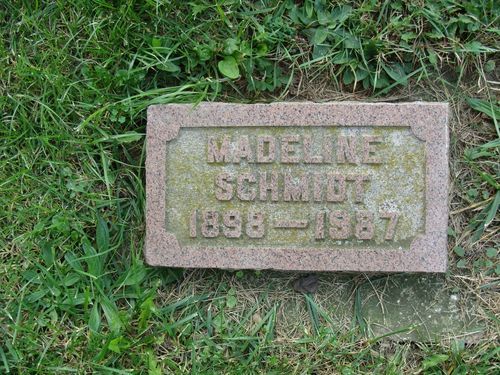 MADELINE
SCHMIDT
1898 — 1987